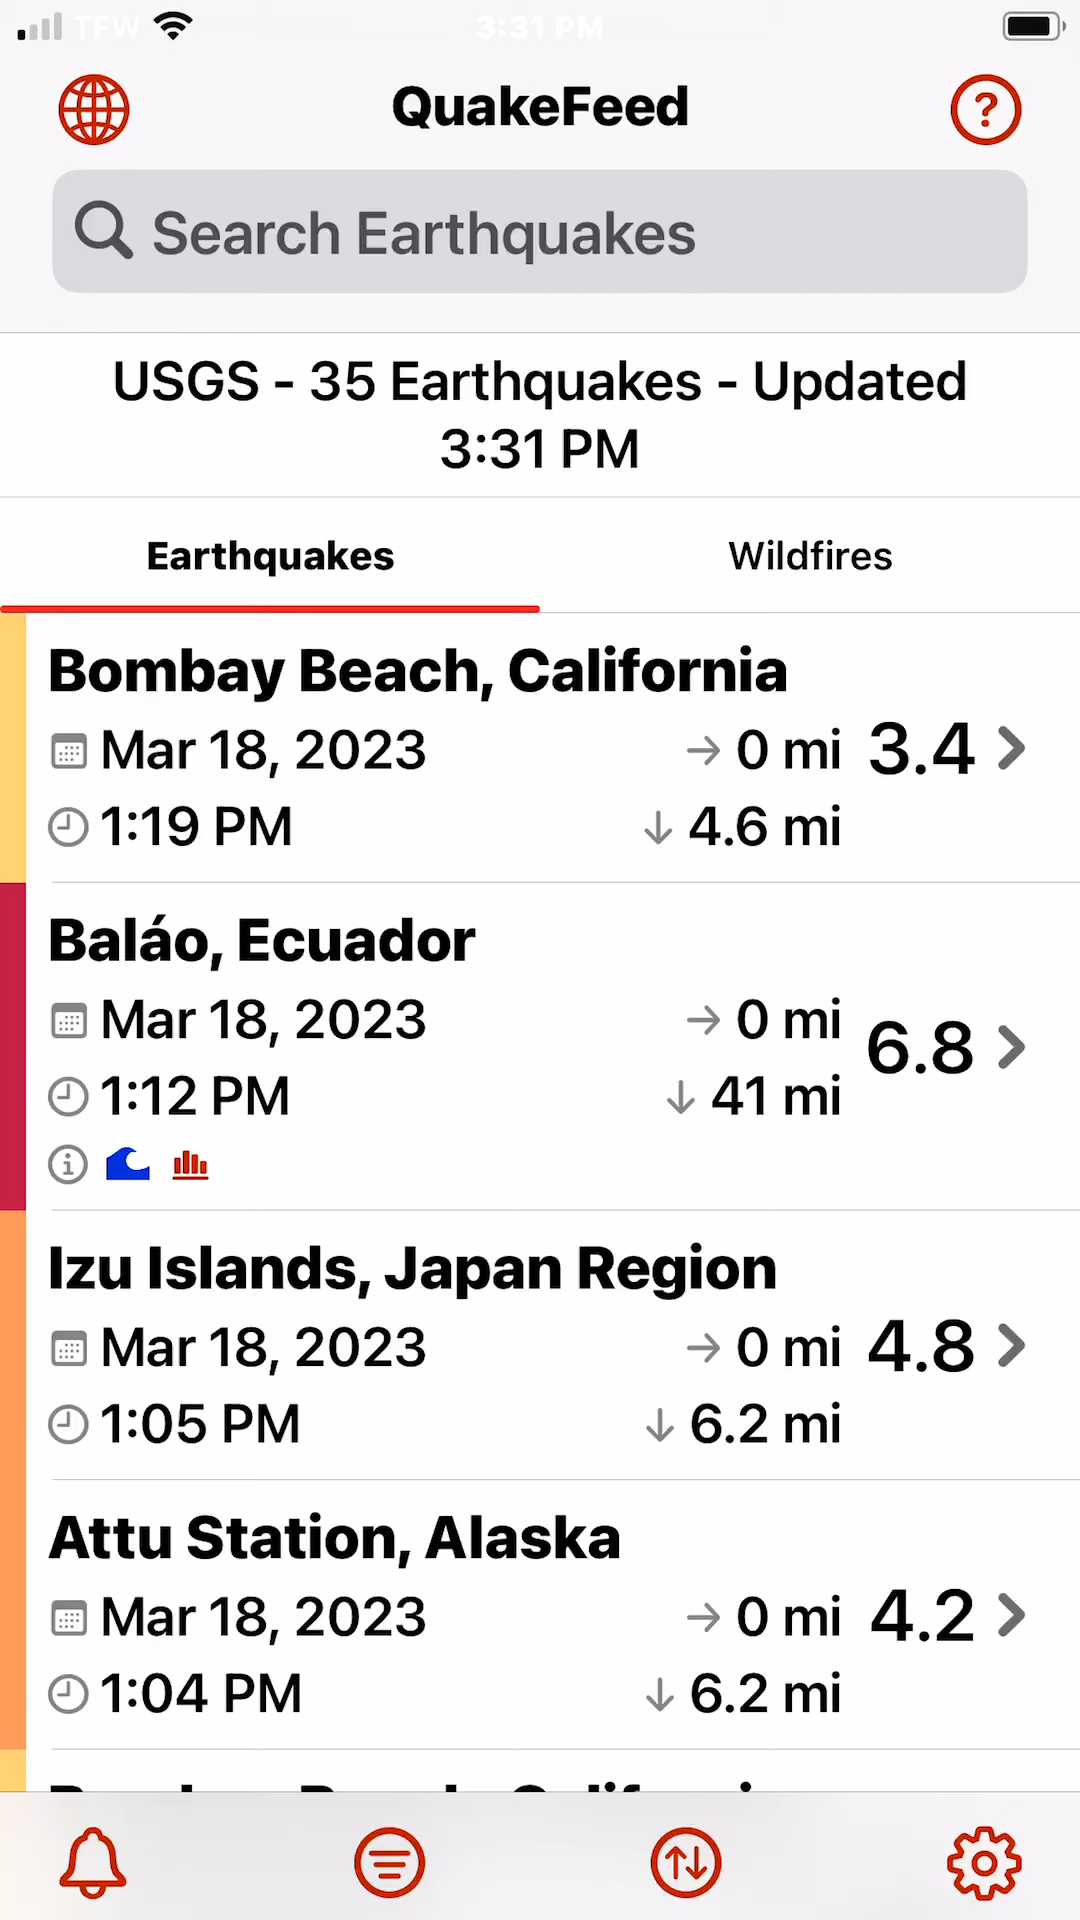 TFW 3:31 PM
QuakeFeed
?
Search Earthquakes
USGS - 35 Earthquakes - Updated
3:31 PM
Earthquakes Wildfires
Bombay Beach, California
Mar 18, 2023 → 0 mi 3.4
1:19 PM ↓ 4.6 mi
Baláo, Ecuador
Mar 18, 2023 → 0 mi 6.8
1:12 PM ↓ 41 mi
Izu Islands, Japan Region
Mar 18, 2023 → 0 mi 4.8
1:05 PM ↓ 6.2 mi
Attu Station, Alaska
Mar 18, 2023 → 0 mi 4.2
1:04 PM ↓ 6.2 mi